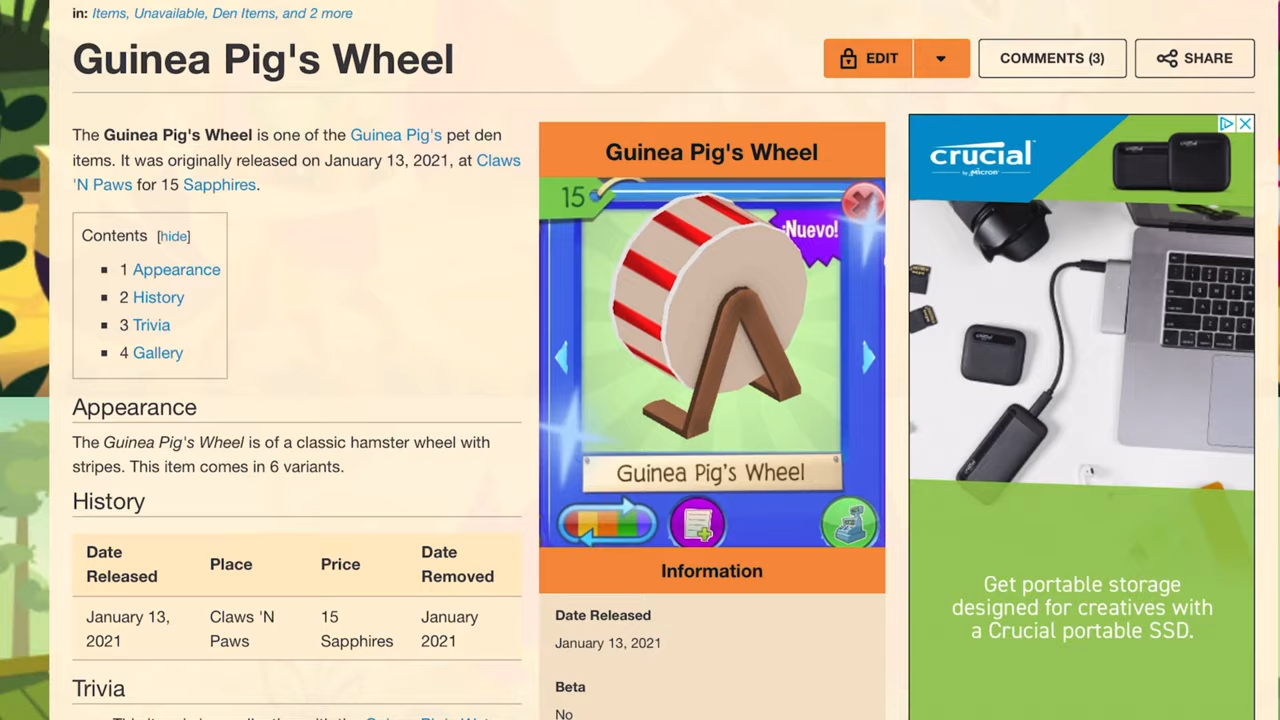 in: Items, Unavailable, Den Items, and 2 more
Guinea Pig's Wheel
EDIT
COMMENTS (3)
SHARE
The Guinea Pig's Wheel is one of the Guinea Pig's pet den
items. It was originally released on January 13, 2021, at Claws
'N Paws for 15 Sapphires.
Contents [hide]
1 Appearance
2 History
3 Trivia
4 Gallery
Appearance
The Guinea Pig's Wheel is of a classic hamster wheel with
stripes. This item comes in 6 variants.
History
Date Released Place Price Date Removed
January 13, 2021 Claws 'N Paws 15 Sapphires January 2021
Trivia
Guinea Pig's Wheel
15
¡Nuevo!
Guinea Pig's Wheel
Information
Date Released
January 13, 2021
Beta
No
crucial
by Micron
Get portable storage
designed for creatives with
a Crucial portable SSD.